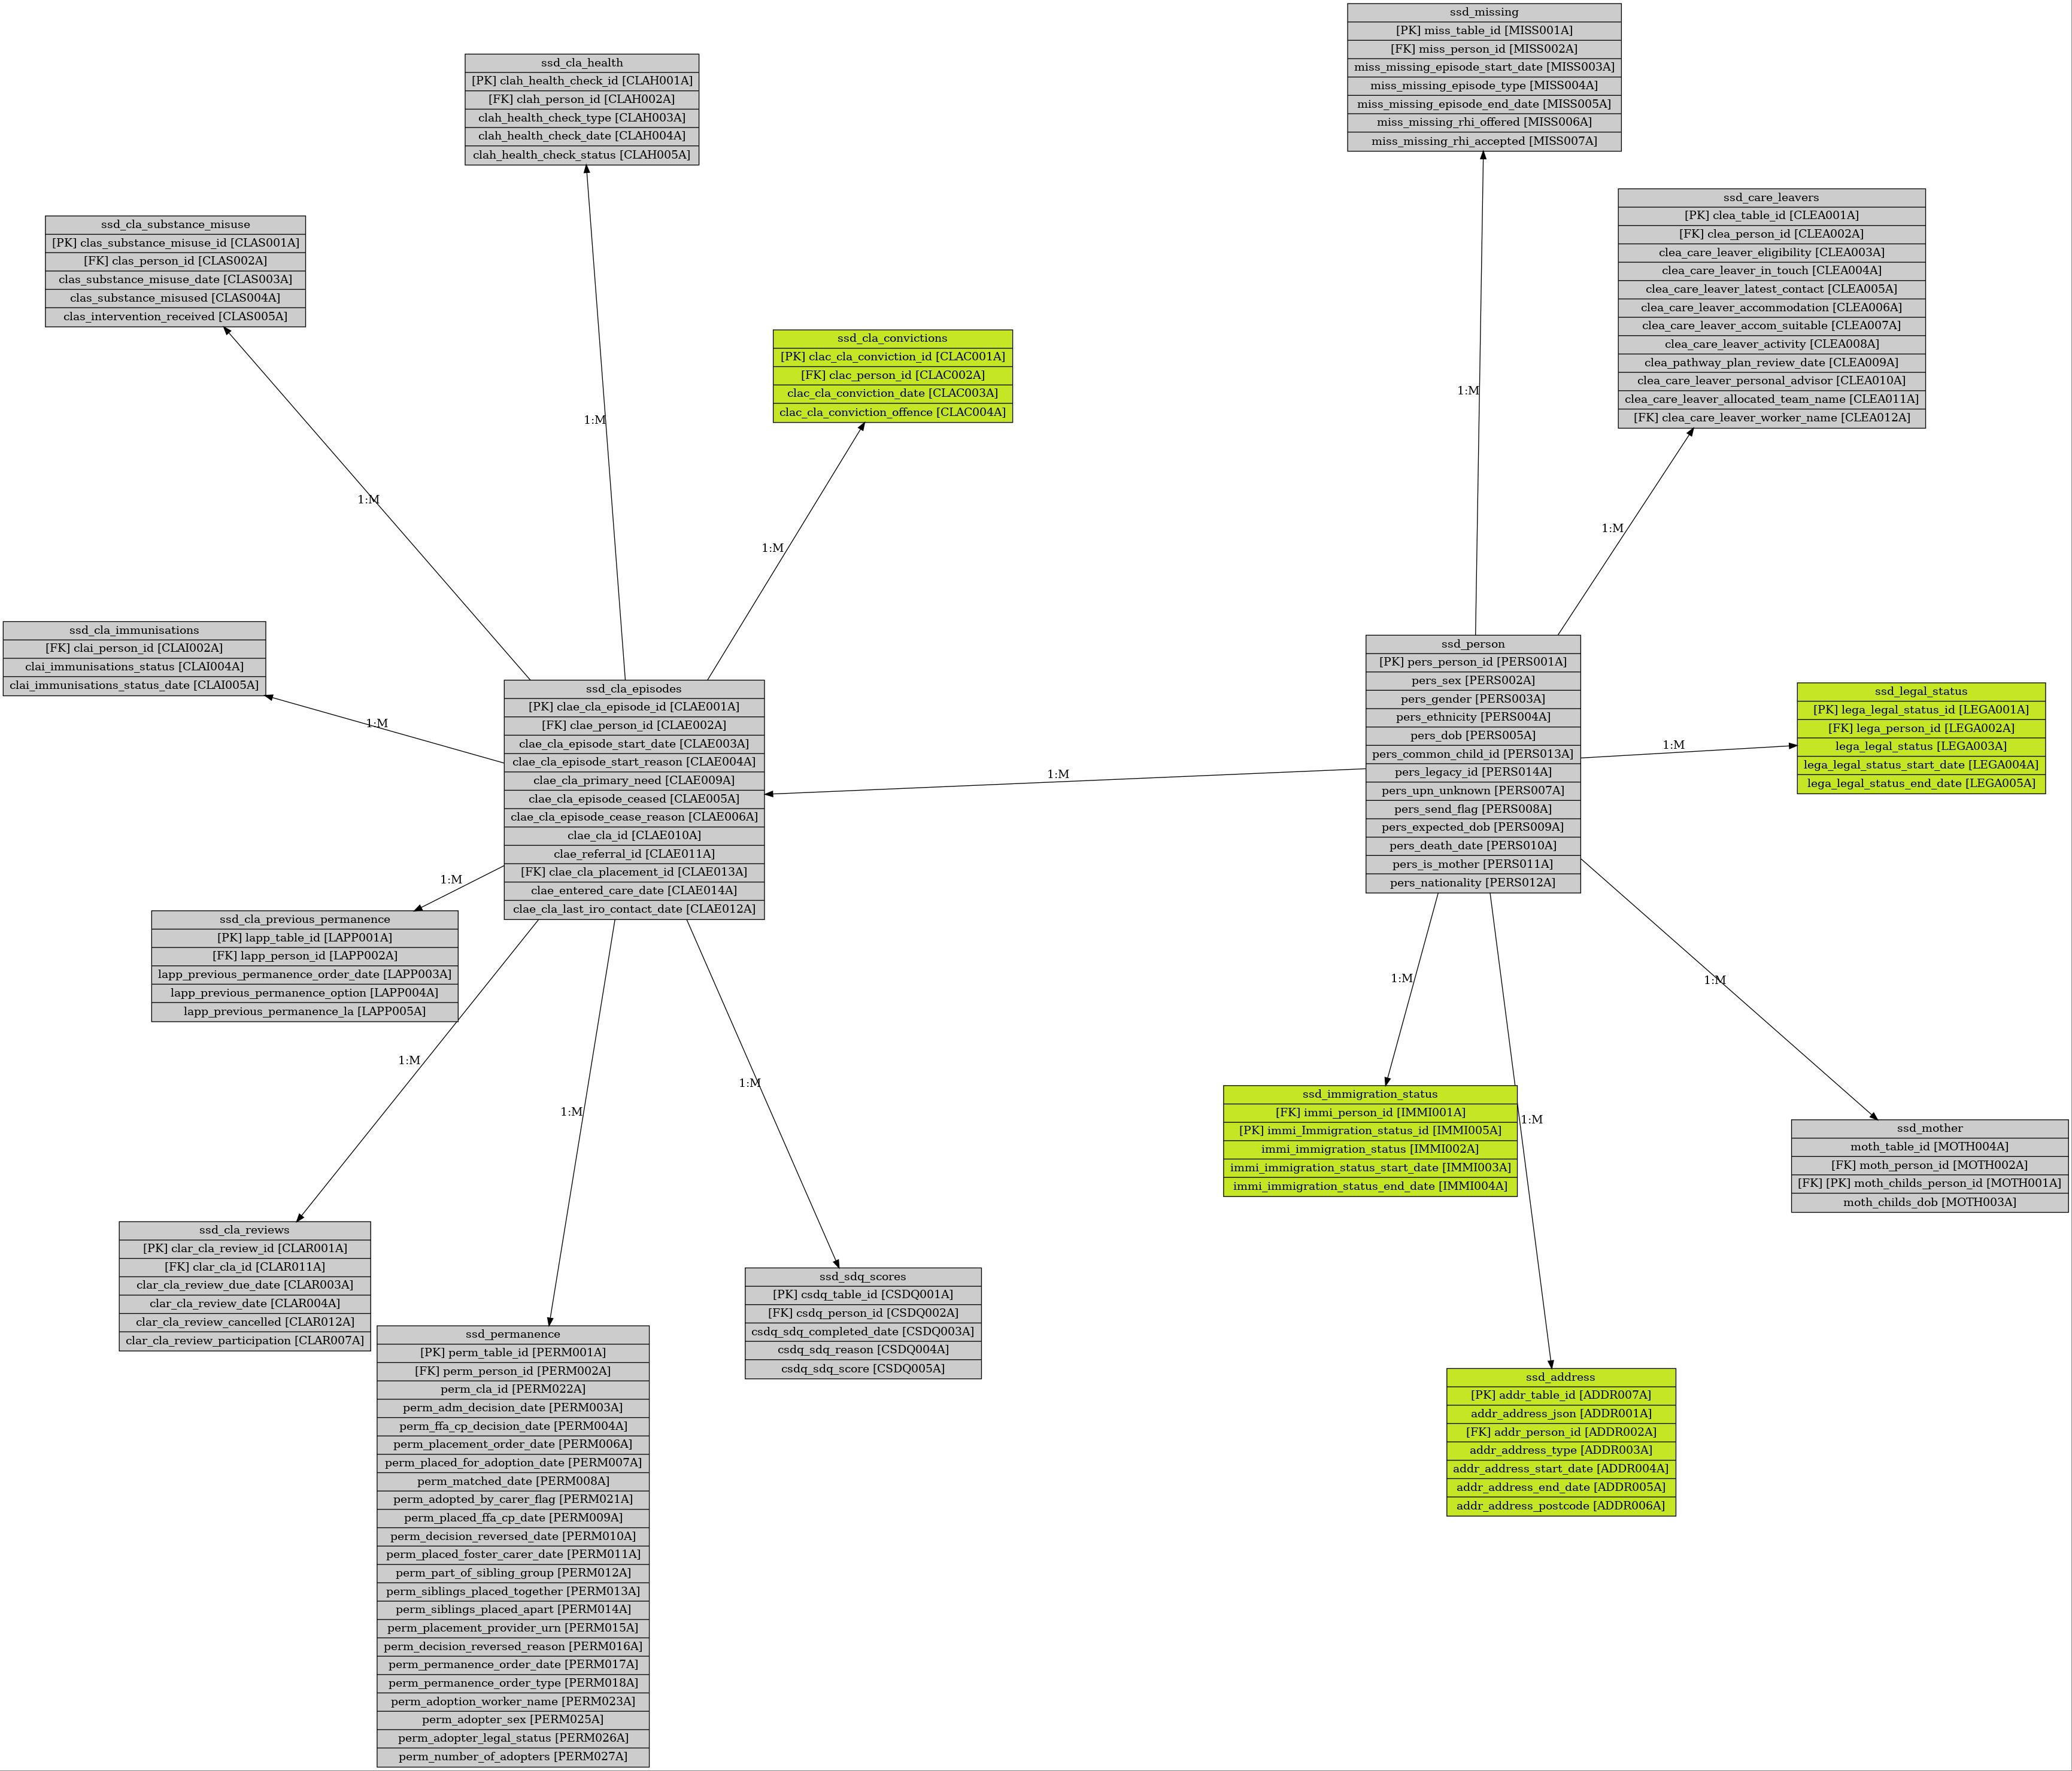 ssd_missing
[PK] miss_table_id [MISS001A]
[FK] miss_person_id [MISS002A]
miss_missing_episode_start_date [MISS003A]
miss_missing_episode_type [MISS004A]
miss_missing_episode_end_date [MISS005A]
miss_missing_rhi_offered [MISS006A]
miss_missing_rhi_accepted [MISS007A]
ssd_cla_health
[PK] clah_health_check_id [CLAH001A]
[FK] clah_person_id [CLAH002A]
clah_health_check_type [CLAH003A]
clah_health_check_date [CLAH004A]
clah_health_check_status [CLAH005A]
ssd_care_leavers
[PK] clea_table_id [CLEA001A]
[FK] clea_person_id [CLEA002A]
clea_care_leaver_eligibility [CLEA003A]
clea_care_leaver_in_touch [CLEA004A]
clea_care_leaver_latest_contact [CLEA005A]
clea_care_leaver_accommodation [CLEA006A]
clea_care_leaver_accom_suitable [CLEA007A]
clea_care_leaver_activity [CLEA008A]
clea_pathway_plan_review_date [CLEA009A]
clea_care_leaver_personal_advisor [CLEA010A]
clea_care_leaver_allocated_team_name [CLEA011A]
[FK] clea_care_leaver_worker_name [CLEA012A]
ssd_cla_substance_misuse
[PK] clas_substance_misuse_id [CLAS001A]
[FK] clas_person_id [CLAS002A]
clas_substance_misuse_date [CLAS003A]
clas_substance_misused [CLAS004A]
clas_intervention_received [CLAS005A]
ssd_cla_convictions
[PK] clac_cla_conviction_id [CLAC001A]
[FK] clac_person_id [CLAC002A]
clac_cla_conviction_date [CLAC003A]
clac_cla_conviction_offence [CLAC004A]
1:M
1:M
1:M
1:M
1:M
ssd_cla_immunisations
[FK] clai_person_id [CLAI002A]
clai_immunisations_status [CLAI004A]
clai_immunisations_status_date [CLAI005A]
1:M
ssd_cla_episodes
[PK] clae_cla_episode_id [CLAE001A]
[FK] clae_person_id [CLAE002A]
clae_cla_episode_start_date [CLAE003A]
clae_cla_episode_start_reason [CLAE004A]
clae_cla_primary_need [CLAE009A]
clae_cla_episode_ceased [CLAE005A]
clae_cla_episode_cease_reason [CLAE006A]
clae_cla_id [CLAE010A]
clae_referral_id [CLAE011A]
[FK] clae_cla_placement_id [CLAE013A]
clae_entered_care_date [CLAE014A]
clae_cla_last_iro_contact_date [CLAE012A]
1:M
ssd_person
[PK] pers_person_id [PERS001A]
pers_sex [PERS002A]
pers_gender [PERS003A]
pers_ethnicity [PERS004A]
pers_dob [PERS005A]
pers_common_child_id [PERS013A]
pers_legacy_id [PERS014A]
pers_upn_unknown [PERS007A]
pers_send_flag [PERS008A]
pers_expected_dob [PERS009A]
pers_death_date [PERS010A]
pers_is_mother [PERS011A]
pers_nationality [PERS012A]
1:M
ssd_legal_status
[PK] lega_legal_status_id [LEGA001A]
[FK] lega_person_id [LEGA002A]
lega_legal_status [LEGA003A]
lega_legal_status_start_date [LEGA004A]
lega_legal_status_end_date [LEGA005A]
1:M
ssd_cla_previous_permanence
[PK] lapp_table_id [LAPP001A]
[FK] lapp_person_id [LAPP002A]
lapp_previous_permanence_order_date [LAPP003A]
lapp_previous_permanence_option [LAPP004A]
lapp_previous_permanence_la [LAPP005A]
1:M
1:M
1:M
1:M
1:M
1:M
ssd_immigration_status
[FK] immi_person_id [IMMI001A]
[PK] immi_Immigration_status_id [IMMI005A]
immi_immigration_status [IMMI002A]
immi_immigration_status_start_date [IMMI003A]
immi_immigration_status_end_date [IMMI004A]
ssd_mother
moth_table_id [MOTH004A]
[FK] moth_person_id [MOTH002A]
[FK] [PK] moth_childs_person_id [MOTH001A]
moth_childs_dob [MOTH003A]
ssd_cla_reviews
[PK] clar_cla_review_id [CLAR001A]
[FK] clar_cla_id [CLAR011A]
clar_cla_review_due_date [CLAR003A]
clar_cla_review_date [CLAR004A]
clar_cla_review_cancelled [CLAR012A]
clar_cla_review_participation [CLAR007A]
ssd_sdq_scores
[PK] csdq_table_id [CSDQ001A]
[FK] csdq_person_id [CSDQ002A]
csdq_sdq_completed_date [CSDQ003A]
csdq_sdq_reason [CSDQ004A]
csdq_sdq_score [CSDQ005A]
ssd_permanence
[PK] perm_table_id [PERM001A]
[FK] perm_person_id [PERM002A]
perm_cla_id [PERM022A]
perm_adm_decision_date [PERM003A]
perm_ffa_cp_decision_date [PERM004A]
perm_placement_order_date [PERM006A]
perm_placed_for_adoption_date [PERM007A]
perm_matched_date [PERM008A]
perm_adopted_by_carer_flag [PERM021A]
perm_placed_ffa_cp_date [PERM009A]
perm_decision_reversed_date [PERM010A]
perm_placed_foster_carer_date [PERM011A]
perm_part_of_sibling_group [PERM012A]
perm_siblings_placed_together [PERM013A]
perm_siblings_placed_apart [PERM014A]
perm_placement_provider_urn [PERM015A]
perm_decision_reversed_reason [PERM016A]
perm_permanence_order_date [PERM017A]
perm_permanence_order_type [PERM018A]
perm_adoption_worker_name [PERM023A]
perm_adopter_sex [PERM025A]
perm_adopter_legal_status [PERM026A]
perm_number_of_adopters [PERM027A]
ssd_address
[PK] addr_table_id [ADDR007A]
addr_address_json [ADDR001A]
[FK] addr_person_id [ADDR002A]
addr_address_type [ADDR003A]
addr_address_start_date [ADDR004A]
addr_address_end_date [ADDR005A]
addr_address_postcode [ADDR006A]